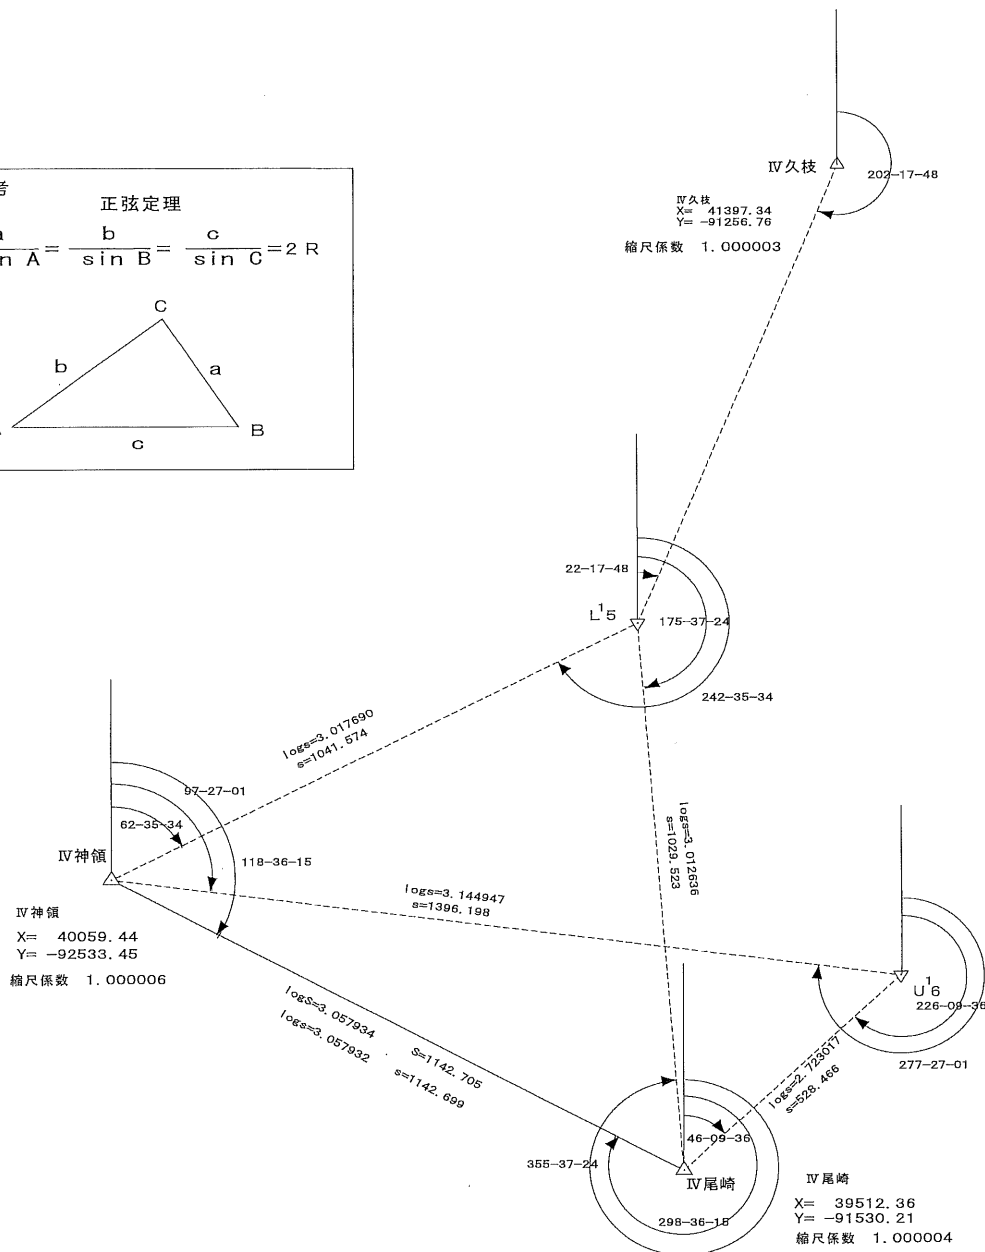 Ⅳ久枝
202-17-48
Ⅳ久枝
X= 41397.34
Y= -91256.76
縮尺係数 1.000003
考
正弦定理
a
n A = b / sin B = c / sin C = 2 R
C
b
a
B
c
22-17-48
L¹5
175-37-24
242-35-34
logs=3.017690
s=1041.574
97-27-01
62-35-34
118-36-15
Ⅳ神領
Ⅳ神領
X= 40059.44
Y= -92533.45
縮尺係数 1.000006
logs=3.012636
s=1029.523
logs=3.144947
s=1396.198
U¹6
226-09-36
277-27-01
logS=3.057934 S=1142.705
logs=3.057932 s=1142.699
logs=2.723017
s=528.466
46-09-36
355-37-24
298-36-15
Ⅳ尾崎
Ⅳ尾崎
X= 39512.36
Y= -91530.21
縮尺係数 1.000004